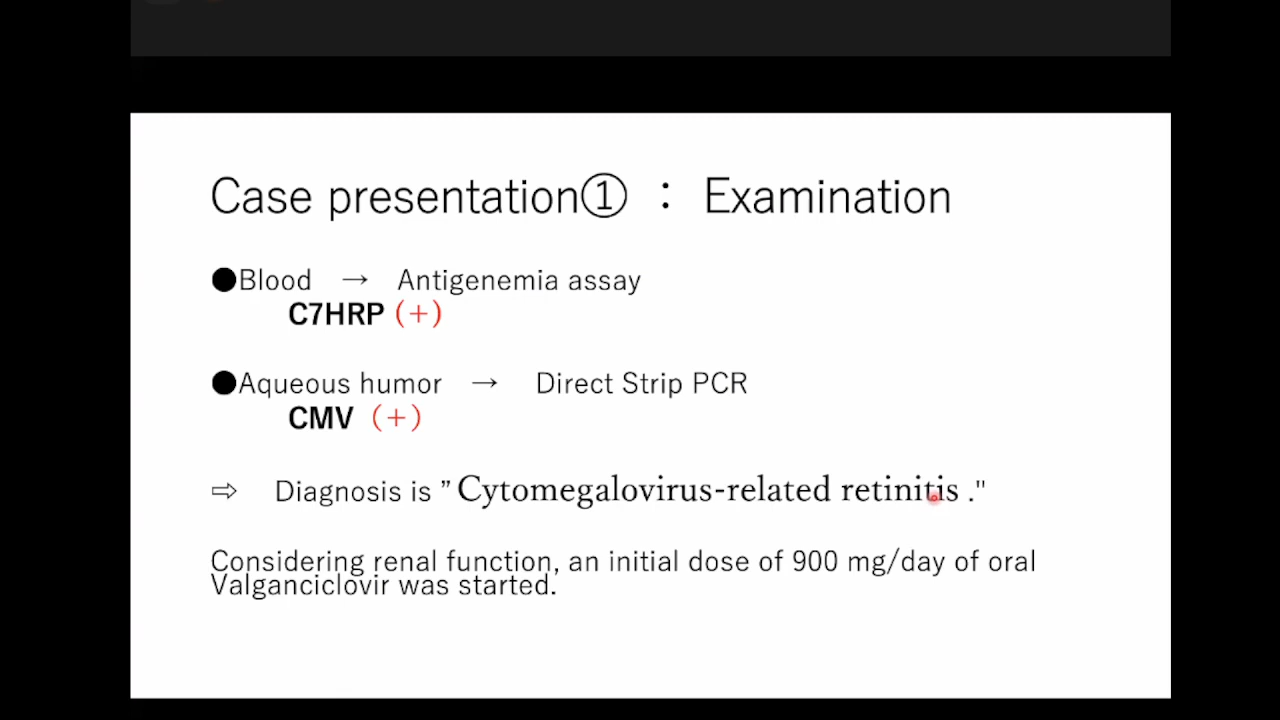 Case presentation① : Examination
●Blood → Antigenemia assay
C7HRP (+)
●Aqueous humor → Direct Strip PCR
CMV (+)
⇨ Diagnosis is ” Cytomegalovirus-related retinitis ."
Considering renal function, an initial dose of 900 mg/day of oral
Valganciclovir was started.